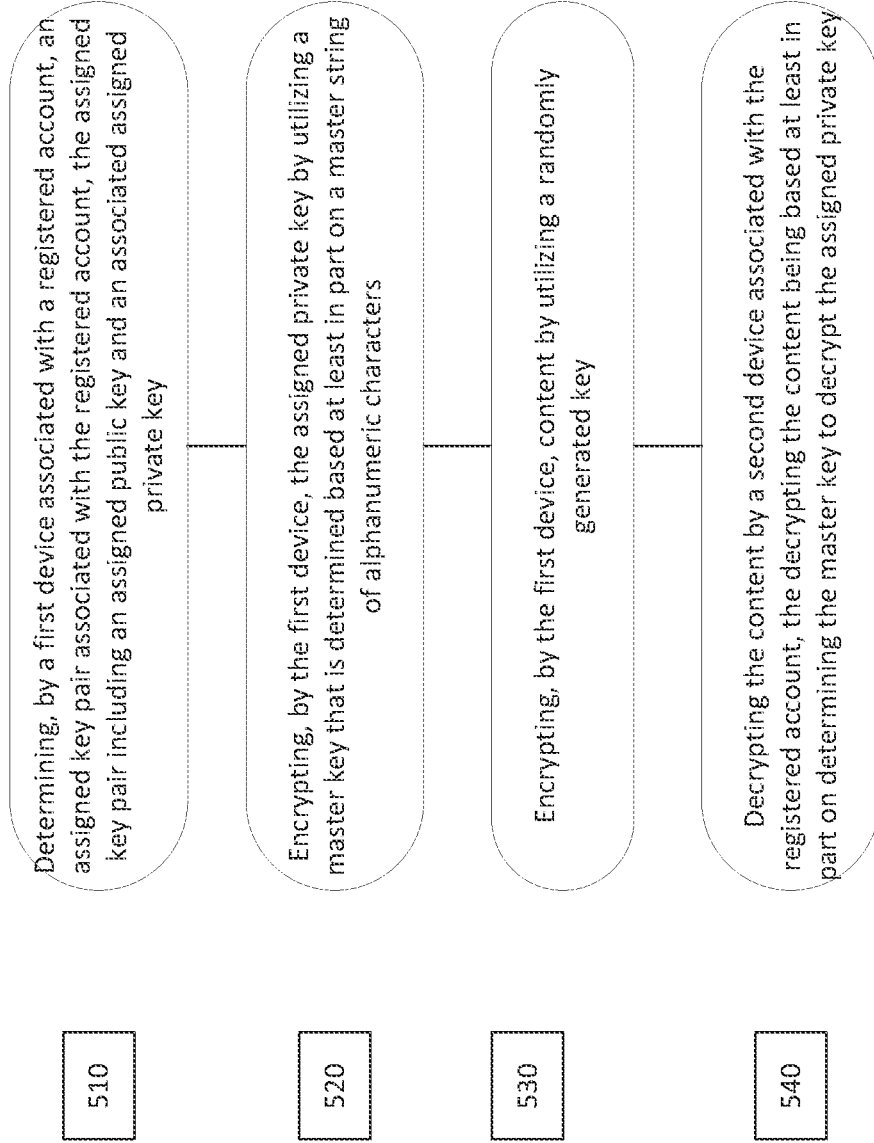 510
Determining, by a first device associated with a registered account, an
assigned key pair associated with the registered account, the assigned
key pair including an assigned public key and an associated assigned
private key
520
Encrypting, by the first device, the assigned private key by utilizing a
master key that is determined based at least in part on a master string
of alphanumeric characters
530
Encrypting, by the first device, content by utilizing a randomly
generated key
540
Decrypting the content by a second device associated with the
registered account, the decrypting the content being based at least in
part on determining the master key to decrypt the assigned private key